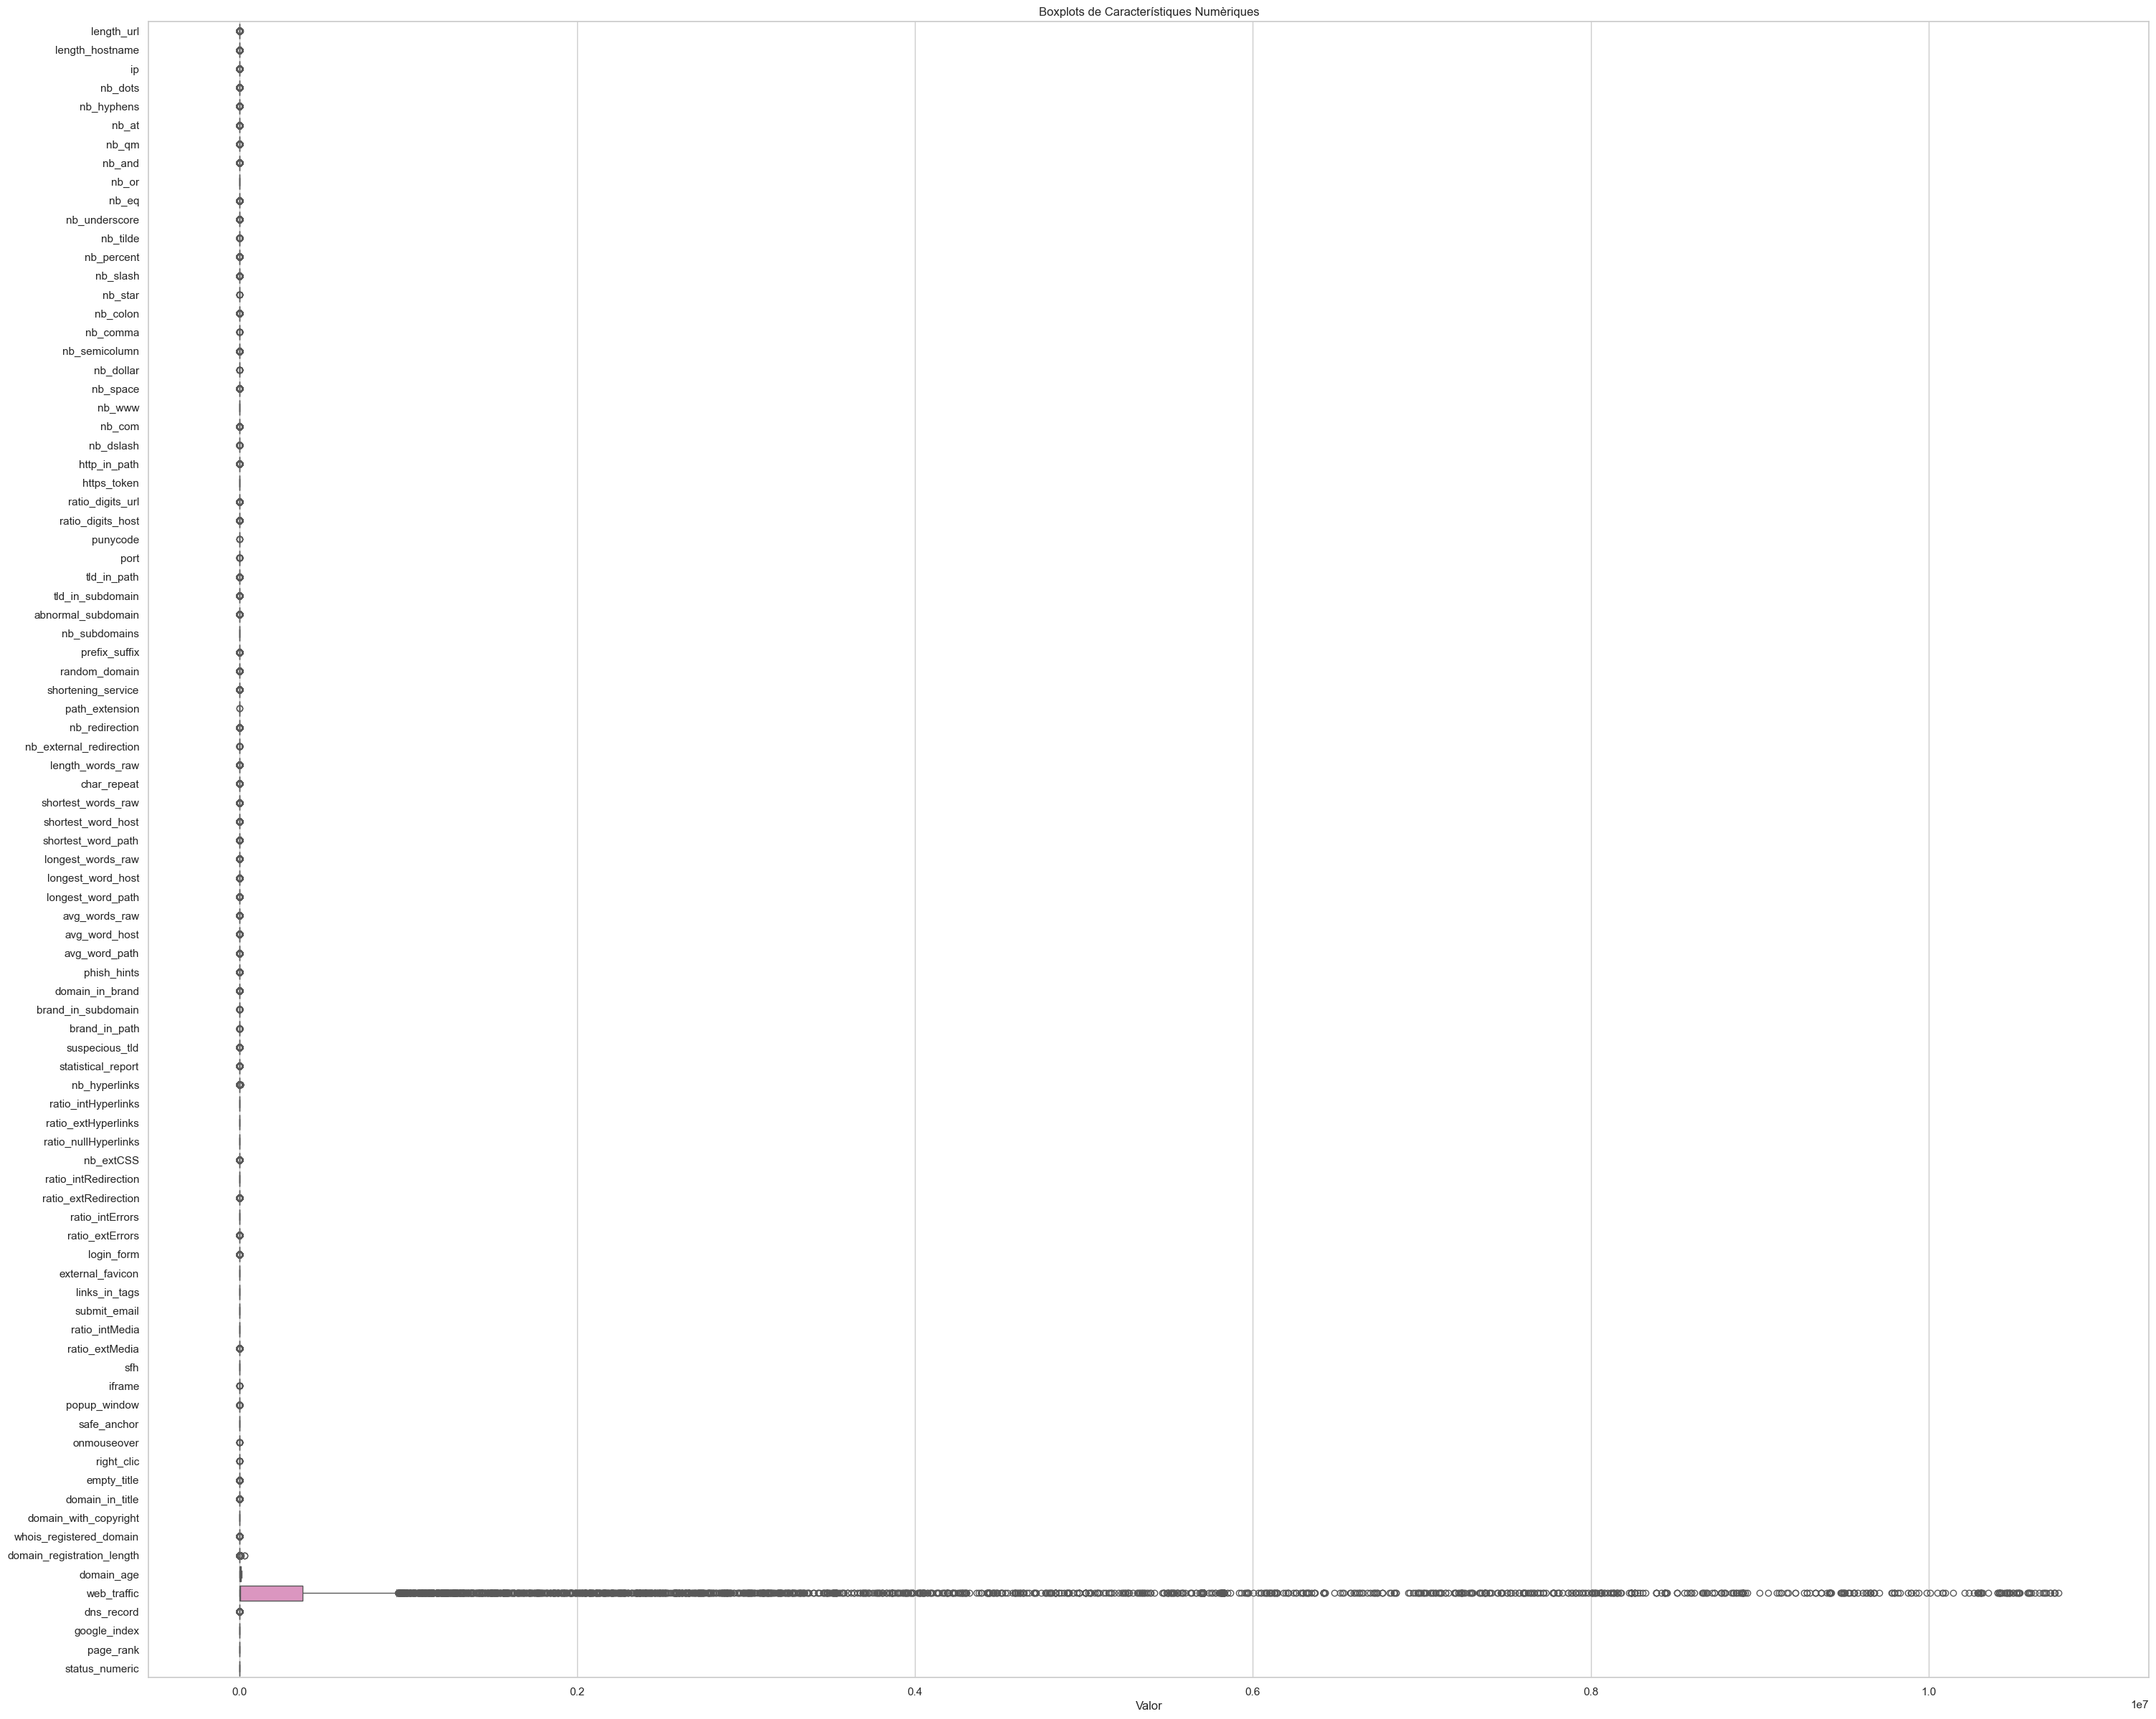 Boxplots de Característiques Numèriques
length_url
length_hostname
ip
nb_dots
nb_hyphens
nb_at
nb_qm
nb_and
nb_or
nb_eq
nb_underscore
nb_tilde
nb_percent
nb_slash
nb_star
nb_colon
nb_comma
nb_semicolumn
nb_dollar
nb_space
nb_www
nb_com
nb_dslash
http_in_path
https_token
ratio_digits_url
ratio_digits_host
punycode
port
tld_in_path
tld_in_subdomain
abnormal_subdomain
nb_subdomains
prefix_suffix
random_domain
shortening_service
path_extension
nb_redirection
nb_external_redirection
length_words_raw
char_repeat
shortest_words_raw
shortest_word_host
shortest_word_path
longest_words_raw
longest_word_host
longest_word_path
avg_words_raw
avg_word_host
avg_word_path
phish_hints
domain_in_brand
brand_in_subdomain
brand_in_path
suspecious_tld
statistical_report
nb_hyperlinks
ratio_intHyperlinks
ratio_extHyperlinks
ratio_nullHyperlinks
nb_extCSS
ratio_intRedirection
ratio_extRedirection
ratio_intErrors
ratio_extErrors
login_form
external_favicon
links_in_tags
submit_email
ratio_intMedia
ratio_extMedia
sfh
iframe
popup_window
safe_anchor
onmouseover
right_clic
empty_title
domain_in_title
domain_with_copyright
whois_registered_domain
domain_registration_length
domain_age
web_traffic
dns_record
google_index
page_rank
status_numeric
0.0 0.2 0.4 0.6 0.8 1.0
Valor
1e7